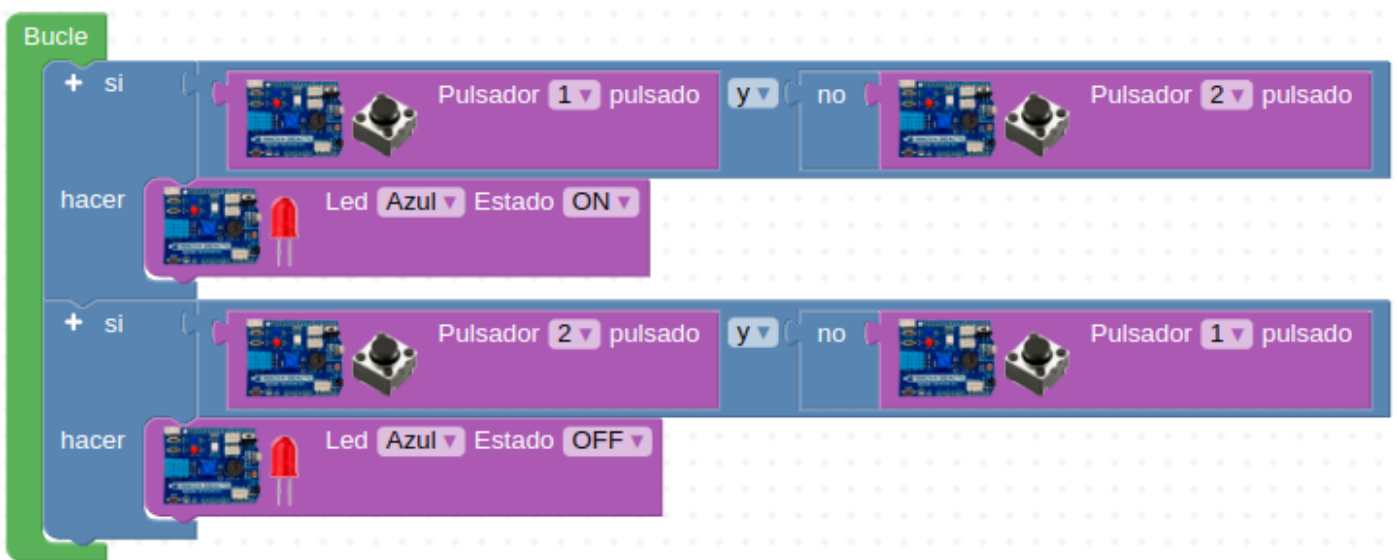 Bucle
+ si Pulsador 1 pulsado y no Pulsador 2 pulsado
hacer Led Azul Estado ON
+ si Pulsador 2 pulsado y no Pulsador 1 pulsado
hacer Led Azul Estado OFF